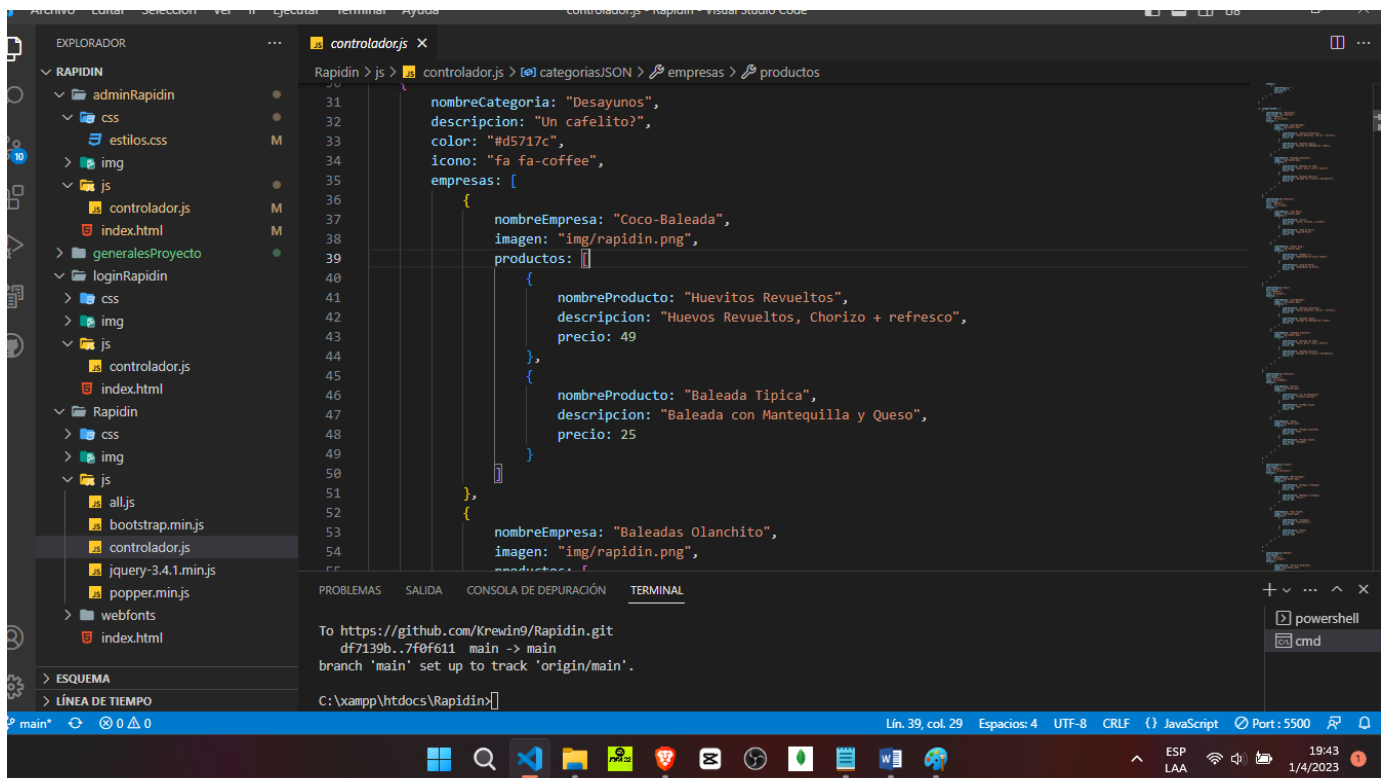 Archivo Editar Selección Ver Ir Ejecutar Terminal Ayuda
controlador.js - Rapidin - Visual Studio Code
EXPLORADOR
RAPIDIN
adminRapidin
css
estilos.css M
img
js
controlador.js M
index.html M
generalesProyecto
loginRapidin
css
img
js
controlador.js
index.html
Rapidin
css
img
js
all.js
bootstrap.min.js
controlador.js
jquery-3.4.1.min.js
popper.min.js
webfonts
index.html
ESQUEMA
LÍNEA DE TIEMPO
10
controlador.js
Rapidin > js > controlador.js > categoriasJSON > empresas > productos
30 {
31 nombreCategoria: "Desayunos",
32 descripcion: "Un cafelito?",
33 color: "#d5717c",
34 icono: "fa fa-coffee",
35 empresas: [
36 {
37 nombreEmpresa: "Coco-Baleada",
38 imagen: "img/rapidin.png",
39 productos: [
40 {
41 nombreProducto: "Huevitos Revueltos",
42 descripcion: "Huevos Revueltos, Chorizo + refresco",
43 precio: 49
44 },
45 {
46 nombreProducto: "Baleada Tipica",
47 descripcion: "Baleada con Mantequilla y Queso",
48 precio: 25
49 }
50 ]
51 },
52 {
53 nombreEmpresa: "Baleadas Olanchito",
54 imagen: "img/rapidin.png",
55 productos: [
PROBLEMAS SALIDA CONSOLA DE DEPURACIÓN TERMINAL
To https://github.com/Krewin9/Rapidin.git
df7139b..7f0f611 main -> main
branch 'main' set up to track 'origin/main'.
C:\xampp\htdocs\Rapidin>
powershell
cmd
main* 0 0 Lín. 39, col. 29 Espacios: 4 UTF-8 CRLF {} JavaScript Port : 5500
ESP
LAA
19:43
1/4/2023
1